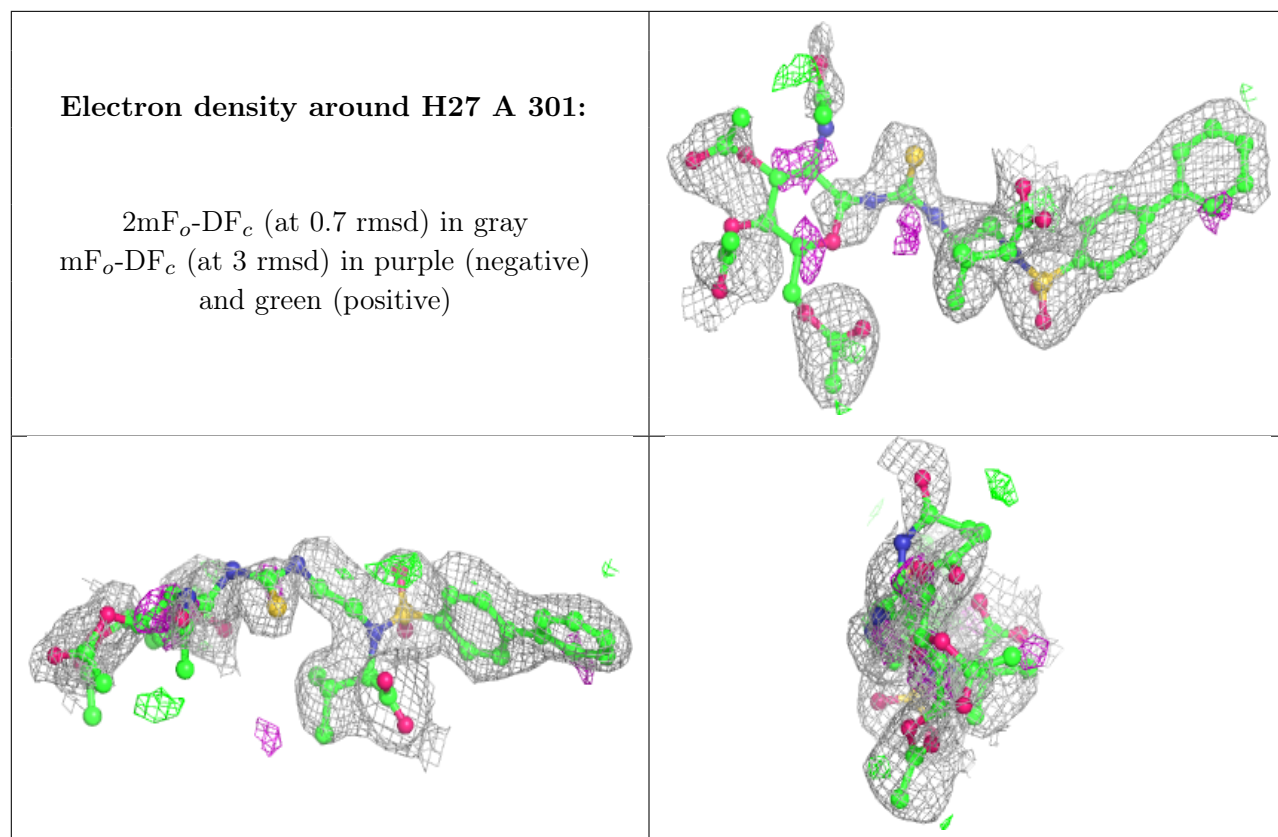 Electron density around H27 A 301:
2mFo-DFc (at 0.7 rmsd) in gray
mFo-DFc (at 3 rmsd) in purple (negative)
and green (positive)